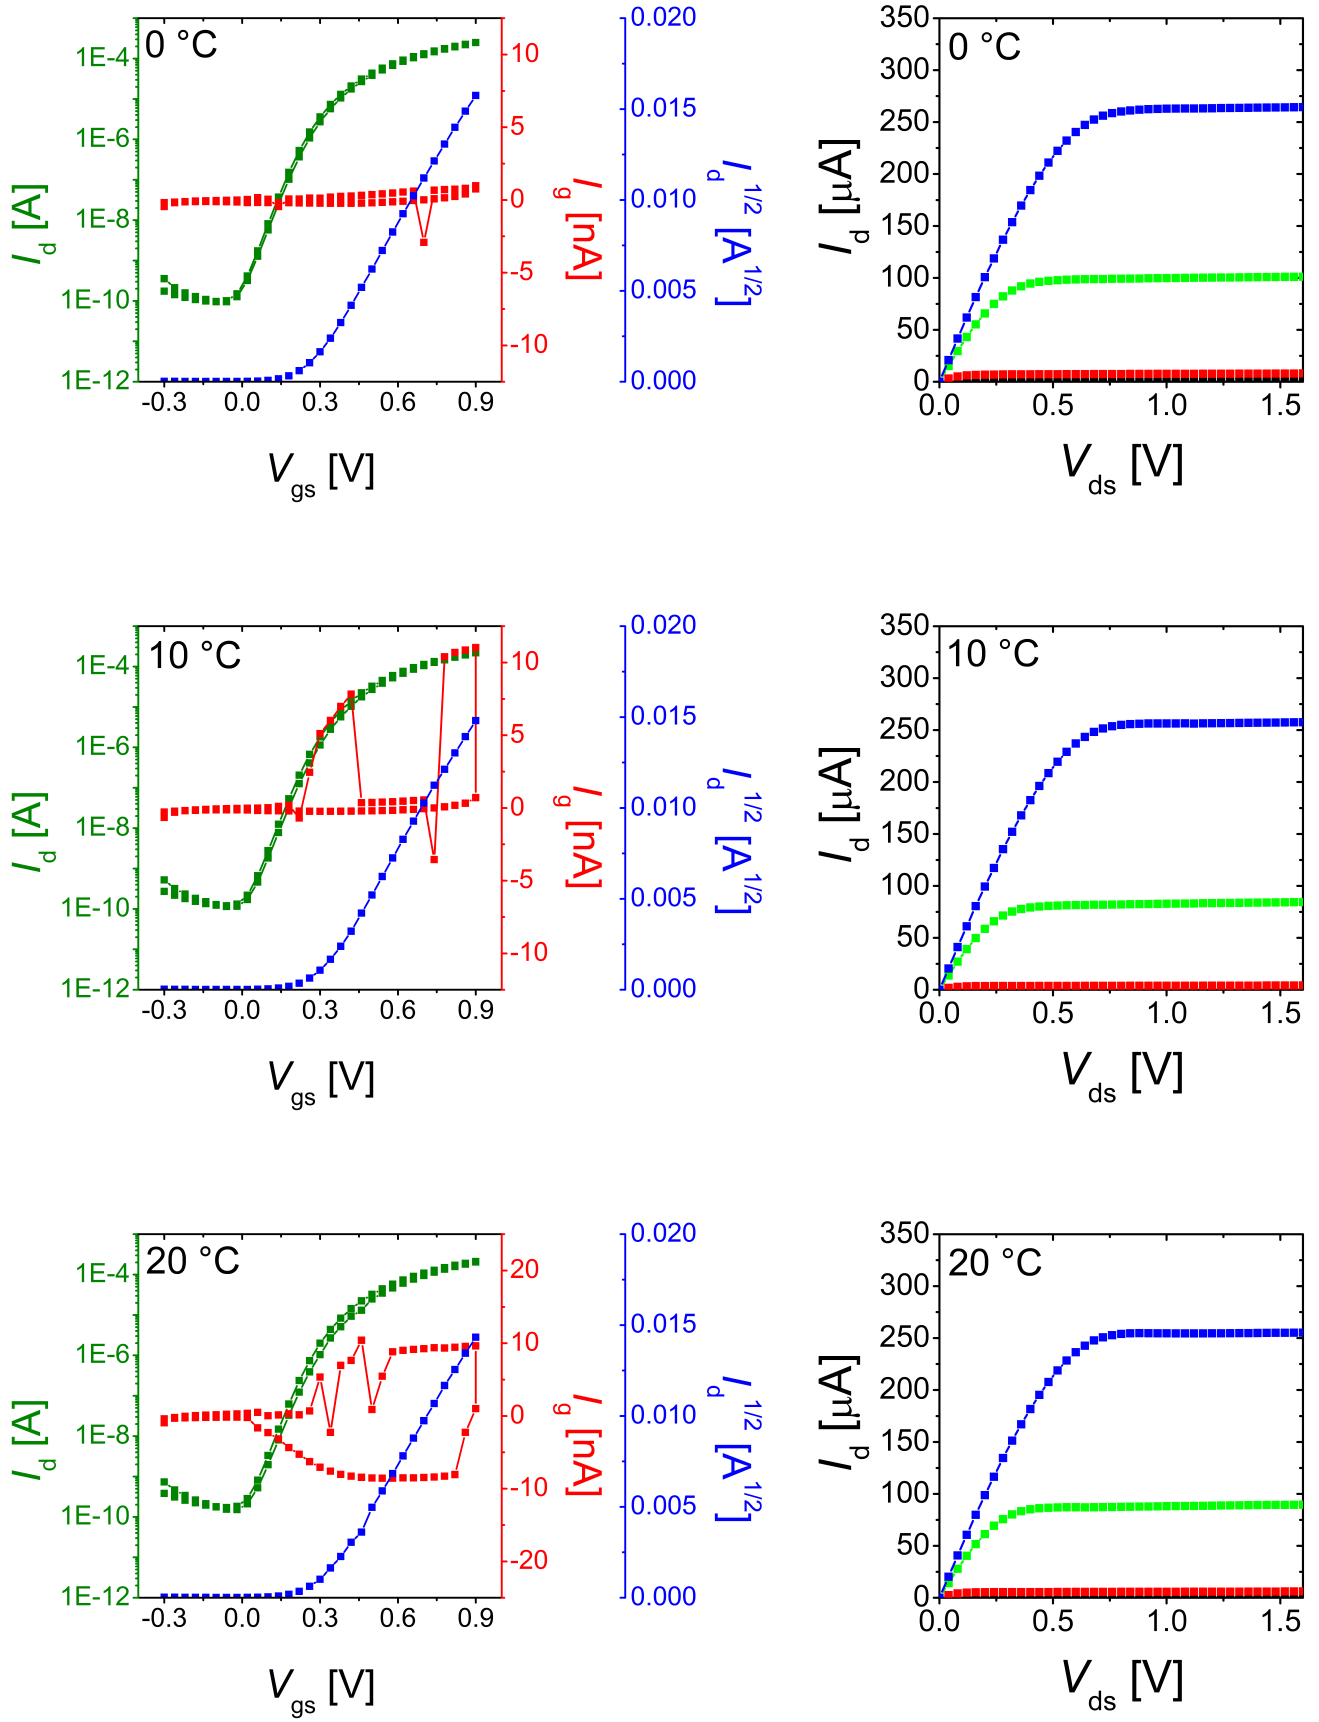 0 °C
1E-4
1E-6
1E-8
1E-10
1E-12
I_d [A]
-0.3 0.0 0.3 0.6 0.9
V_gs [V]
10
5
0
-5
-10
I_g [nA]
0.020
0.015
0.010
0.005
0.000
I_d^1/2 [A^1/2]
0 °C
350
300
250
200
150
100
50
0
I_d [µA]
0.0 0.5 1.0 1.5
V_ds [V]
10 °C
1E-4
1E-6
1E-8
1E-10
1E-12
I_d [A]
-0.3 0.0 0.3 0.6 0.9
V_gs [V]
10
5
0
-5
-10
I_g [nA]
0.020
0.015
0.010
0.005
0.000
I_d^1/2 [A^1/2]
10 °C
350
300
250
200
150
100
50
0
I_d [µA]
0.0 0.5 1.0 1.5
V_ds [V]
20 °C
1E-4
1E-6
1E-8
1E-10
1E-12
I_d [A]
-0.3 0.0 0.3 0.6 0.9
V_gs [V]
20
10
0
-10
-20
I_g [nA]
0.020
0.015
0.010
0.005
0.000
I_d^1/2 [A^1/2]
20 °C
350
300
250
200
150
100
50
0
I_d [µA]
0.0 0.5 1.0 1.5
V_ds [V]